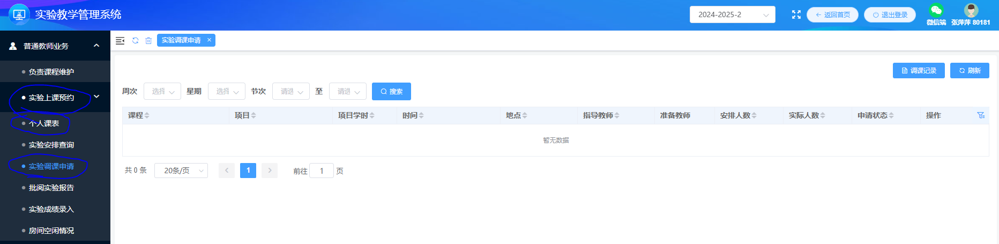 实验教学管理系统
2024-2025-2
返回首页
退出登录
微信端
张萍萍 80181
普通教师业务
负责课程维护
实验上课预约
个人课表
实验安排查询
实验调课申请
批阅实验报告
实验成绩录入
房间空闲情况
实验调课申请 ×
调课记录 刷新
周次 选择 星期 选择 节次 请选 至 请选 搜索
课程 项目 项目学时 时间 地点 指导教师 准备教师 安排人数 实际人数 申请状态 操作
暂无数据
共 0 条 20条/页 < 1 > 前往 1 页